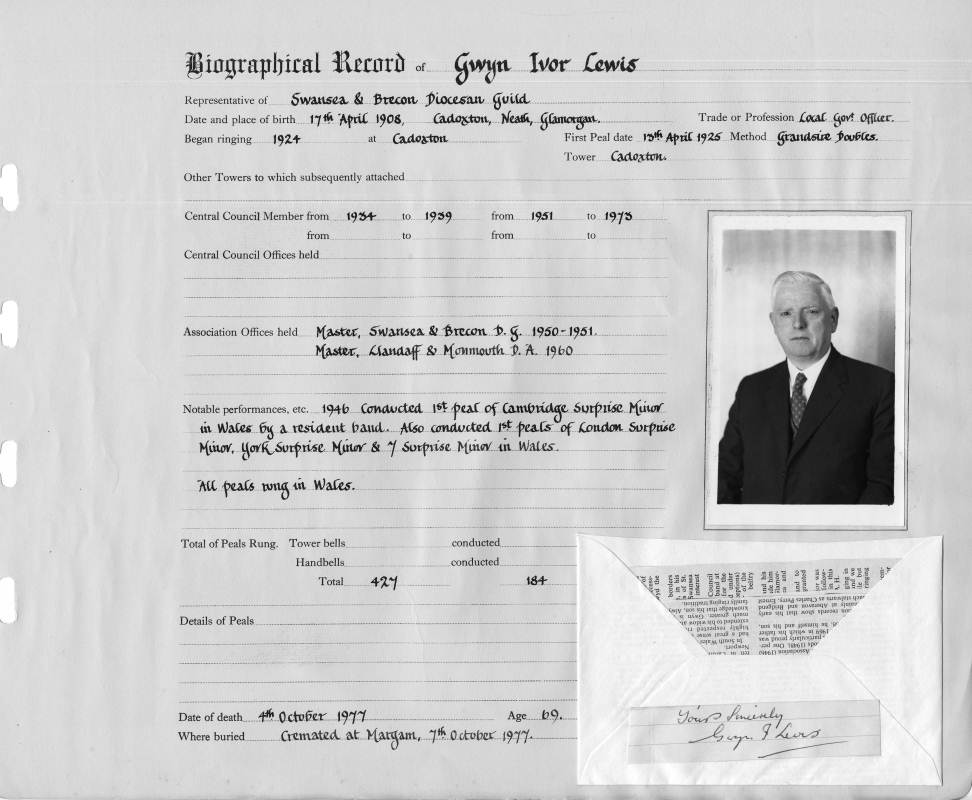 Biographical Record of Gwyn Ivor Lewis
Representative of Swansea & Brecon Diocesan Guild
Date and place of birth 17th April 1908, Cadoxton, Neath, Glamorgan. Trade or Profession Local Govt Officer.
Began ringing 1924 at Cadoxton First Peal date 13th April 1925 Method Grandsire Doubles.
Tower Cadoxton.
Other Towers to which subsequently attached
Central Council Member from 1934 to 1939 from 1951 to 1973
from to from to
Central Council Offices held
Association Offices held Master, Swansea & Brecon D. G. 1950-1951.
Master, Llandaff & Monmouth D. A. 1960
Notable performances, etc. 1946 Conducted 1st peal of Cambridge Surprise Minor
in Wales by a resident band. Also conducted 1st peals of London Surprise
Minor, York Surprise Minor & 7 Surprise Minor in Wales.
All peals rung in Wales.
Total of Peals Rung. Tower bells conducted
Handbells conducted
Total 427 184
Details of Peals
Date of death 4th October 1977 Age 69.
Where buried Cremated at Margam, 7th October 1977.
Yours Sincerely
Gwyn I Lewis